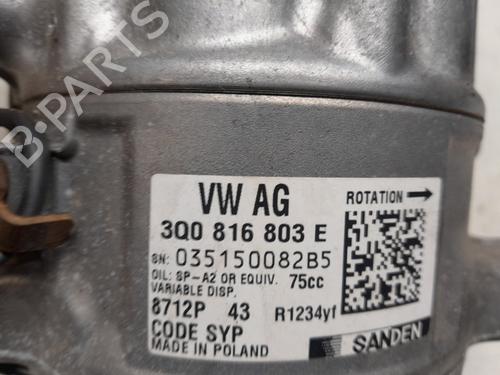 B-PARTS
VW AG
ROTATION
3Q0 816 803 E
SN: 035150082B5
OIL: SP-A2 OR EQUIV. 75cc
VARIABLE DISP.
8712P 43 R1234yf
CODE SYP
MADE IN POLAND
SANDEN